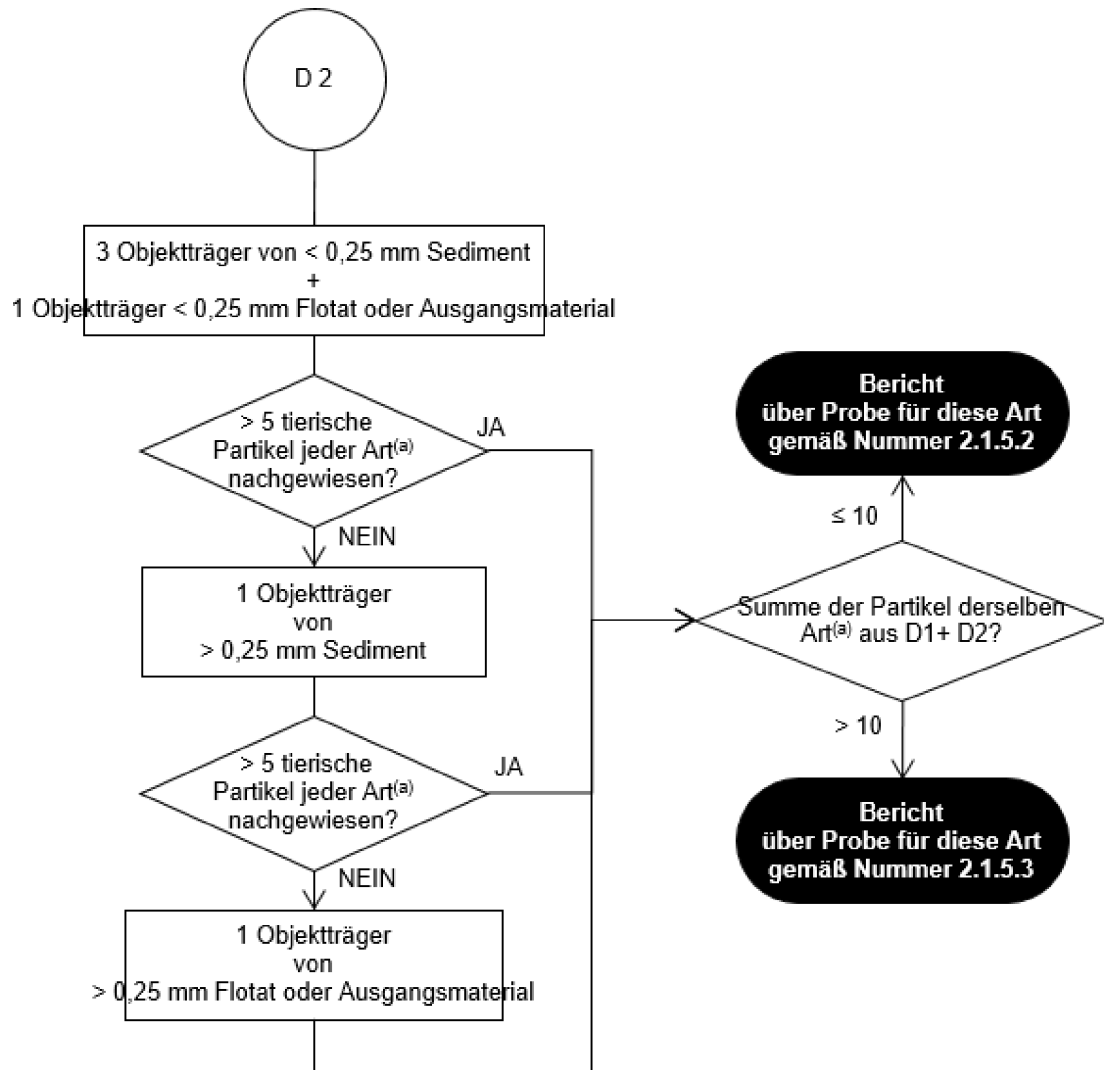 D 2
3 Objektträger von < 0,25 mm Sediment
+
1 Objektträger < 0,25 mm Flotat oder Ausgangsmaterial
> 5 tierische
Partikel jeder Art(a)
nachgewiesen?
JA
NEIN
1 Objektträger
von
> 0,25 mm Sediment
> 5 tierische
Partikel jeder Art(a)
nachgewiesen?
JA
NEIN
1 Objektträger
von
> 0,25 mm Flotat oder Ausgangsmaterial
Bericht
über Probe für diese Art
gemäß Nummer 2.1.5.2
≤ 10
Summe der Partikel derselben
Art(a) aus D1+ D2?
> 10
Bericht
über Probe für diese Art
gemäß Nummer 2.1.5.3